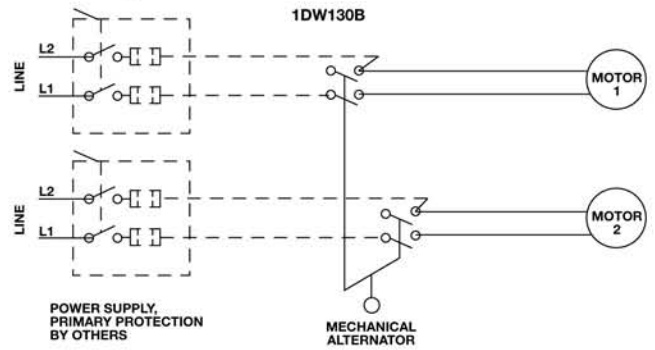 1DW130B
LINE
L2
L1
MOTOR
1
LINE
L2
L1
MOTOR
2
POWER SUPPLY,
PRIMARY PROTECTION
BY OTHERS
MECHANICAL
ALTERNATOR